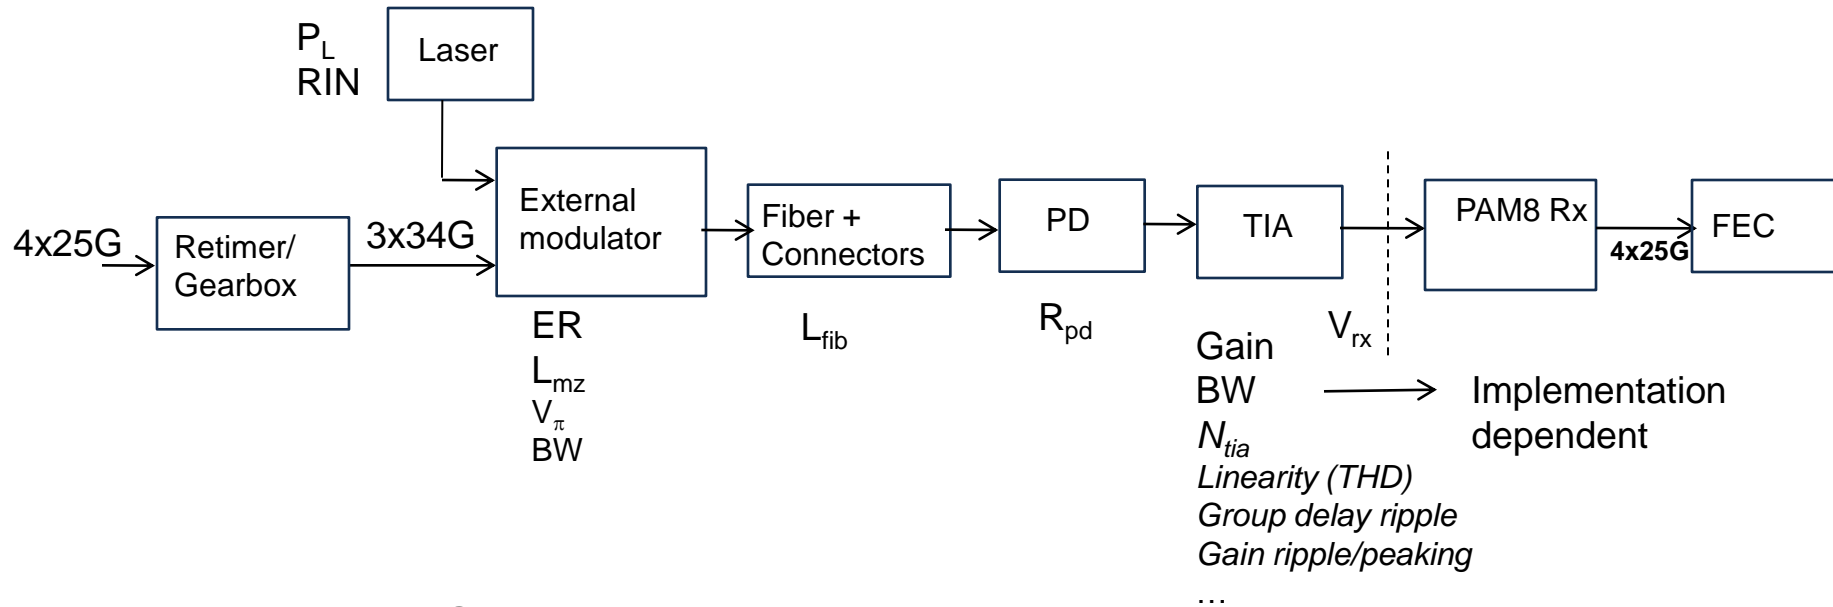 P_L
RIN
Laser
4x25G
Retimer/
Gearbox
3x34G
External
modulator
Fiber +
Connectors
PD
TIA
PAM8 Rx
4x25G
FEC
ER
L_mz
V_π
BW
L_fib
R_pd
Gain
BW
N_tia
Linearity (THD)
Group delay ripple
Gain ripple/peaking
...
V_rx
Implementation
dependent